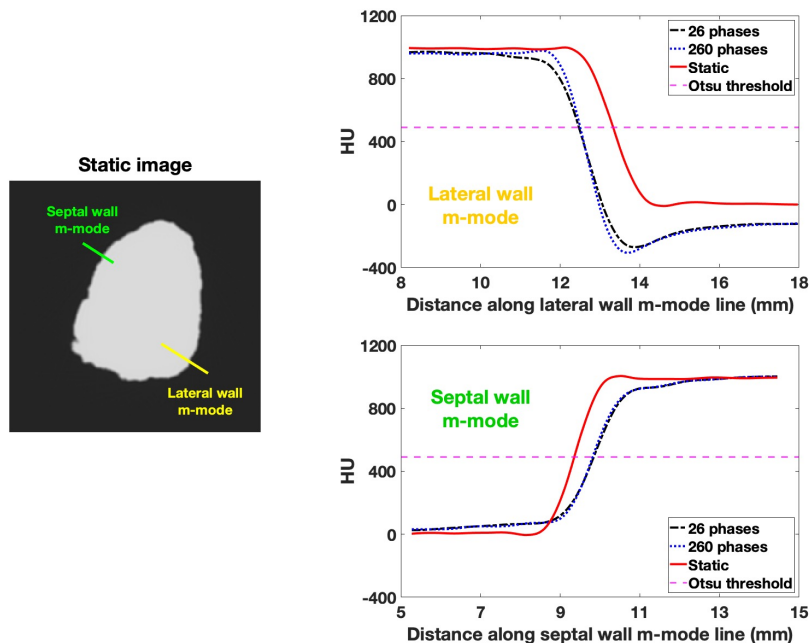 Static image
Septal wall
m-mode
Lateral wall
m-mode
1200
800
400
0
-400
HU
8
10
12
14
16
18
Distance along lateral wall m-mode line (mm)
26 phases
260 phases
Static
Otsu threshold
Lateral wall
m-mode
1200
800
400
0
-400
HU
5
7
9
11
13
15
Distance along septal wall m-mode line (mm)
Septal wall
m-mode
26 phases
260 phases
Static
Otsu threshold